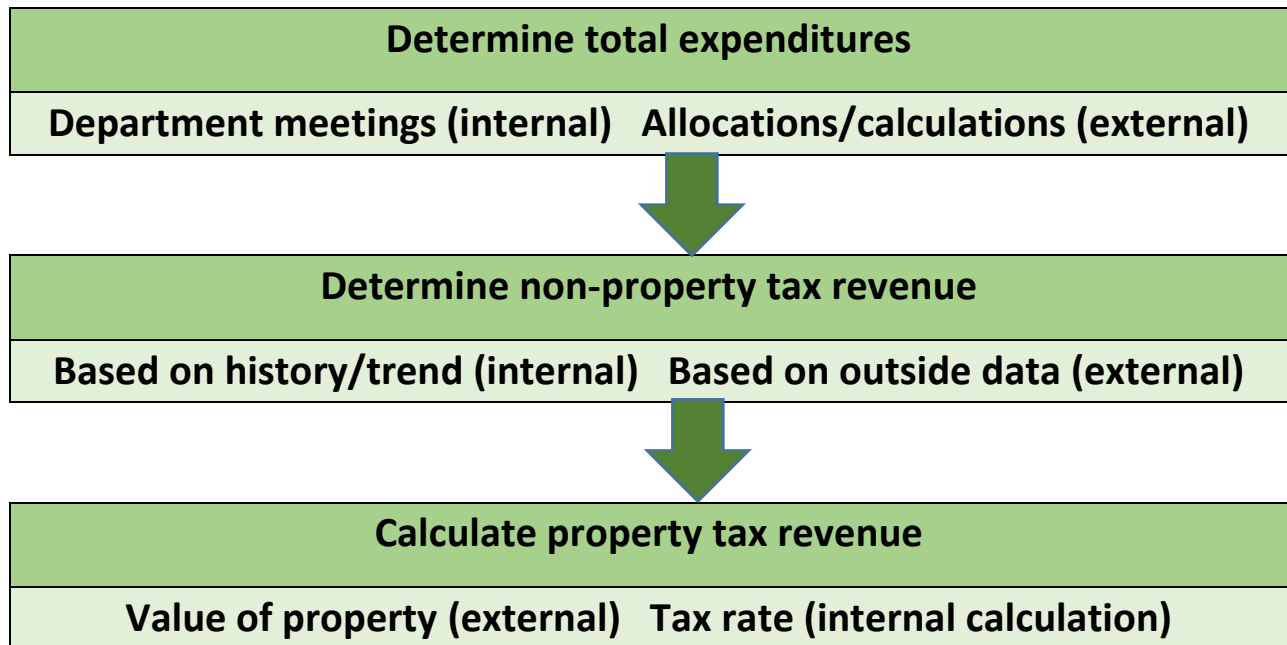 Determine total expenditures
Department meetings (internal) Allocations/calculations (external)
Determine non-property tax revenue
Based on history/trend (internal) Based on outside data (external)
Calculate property tax revenue
Value of property (external) Tax rate (internal calculation)